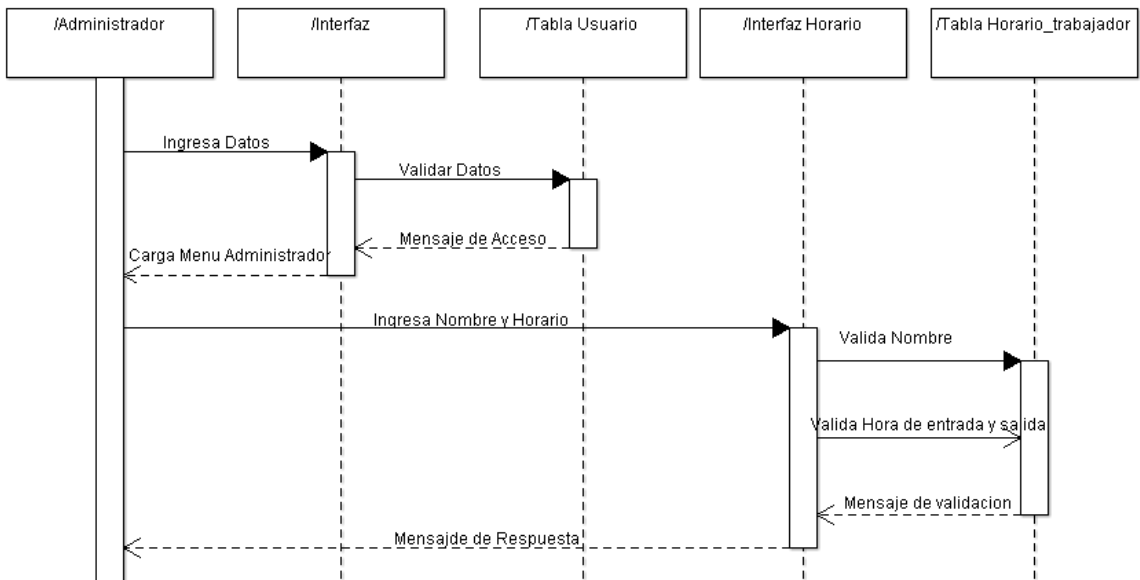 /Administrador
/Interfaz
/Tabla Usuario
/Interfaz Horario
/Tabla Horario_trabajador
Ingresa Datos
Validar Datos
Mensaje de Acceso
Carga Menu Administrador
Ingresa Nombre y Horario
Valida Nombre
Valida Hora de entrada y salida
Mensaje de validacion
Mensajde de Respuesta